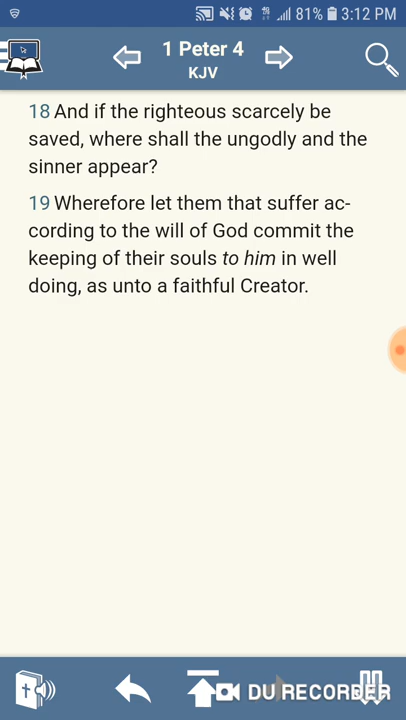 81% 3:12 PM
1 Peter 4
KJV
18 And if the righteous scarcely be
saved, where shall the ungodly and the
sinner appear?
19 Wherefore let them that suffer ac-
cording to the will of God commit the
keeping of their souls to him in well
doing, as unto a faithful Creator.
DU RECORDER